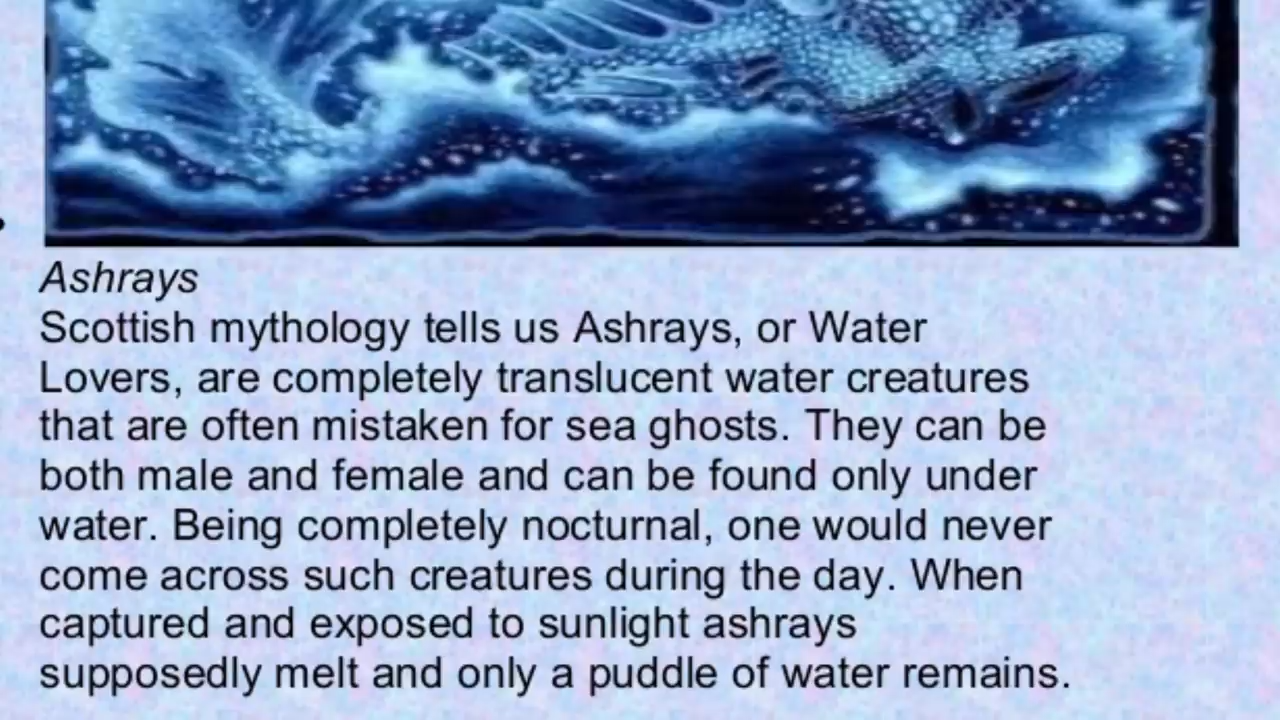 Ashrays
Scottish mythology tells us Ashrays, or Water
Lovers, are completely translucent water creatures
that are often mistaken for sea ghosts. They can be
both male and female and can be found only under
water. Being completely nocturnal, one would never
come across such creatures during the day. When
captured and exposed to sunlight ashrays
supposedly melt and only a puddle of water remains.